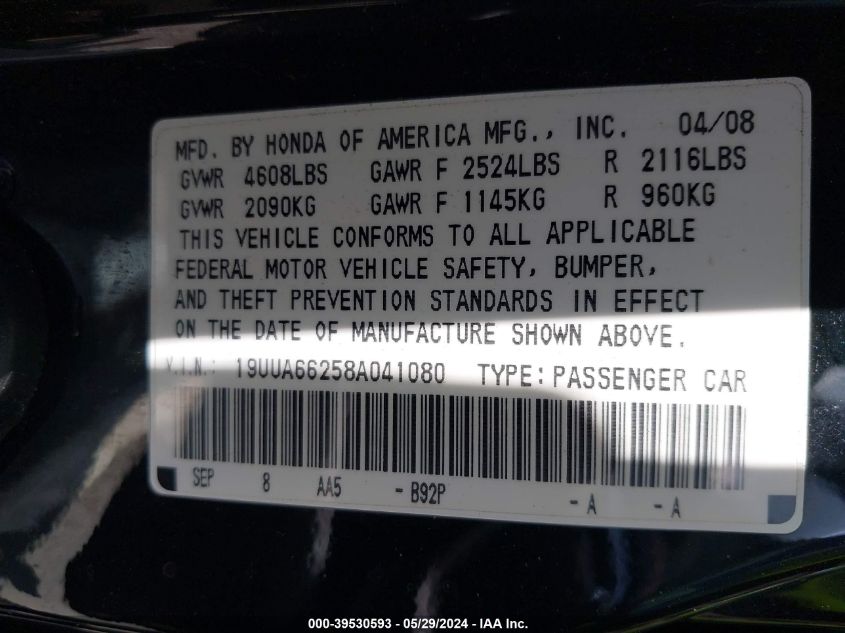 MFD. BY HONDA OF AMERICA MFG., INC. 04/08
GVWR 4608LBS GAWR F 2524LBS R 2116LBS
GVWR 2090KG GAWR F 1145KG R 960KG
THIS VEHICLE CONFORMS TO ALL APPLICABLE
FEDERAL MOTOR VEHICLE SAFETY, BUMPER,
AND THEFT PREVENTION STANDARDS IN EFFECT
ON THE DATE OF MANUFACTURE SHOWN ABOVE.
V.I.N.: 19UUA66258A041080 TYPE: PASSENGER CAR
SEP 8 AA5 - B92P - A - A
000-39530593 - 05/29/2024 - IAA Inc.